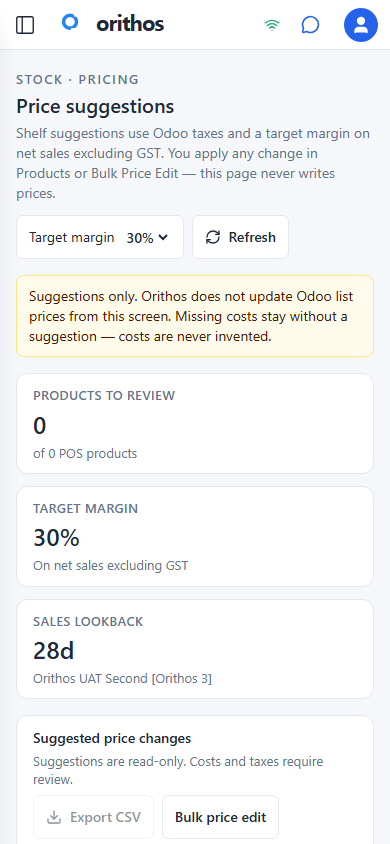 orithos
STOCK · PRICING
Price suggestions
Shelf suggestions use Odoo taxes and a target margin on
net sales excluding GST. You apply any change in
Products or Bulk Price Edit — this page never writes
prices.
Target margin 30% Refresh
Suggestions only. Orithos does not update Odoo list
prices from this screen. Missing costs stay without a
suggestion — costs are never invented.
PRODUCTS TO REVIEW
0
of 0 POS products
TARGET MARGIN
30%
On net sales excluding GST
SALES LOOKBACK
28d
Orithos UAT Second [Orithos 3]
Suggested price changes
Suggestions are read-only. Costs and taxes require
review.
Export CSV Bulk price edit